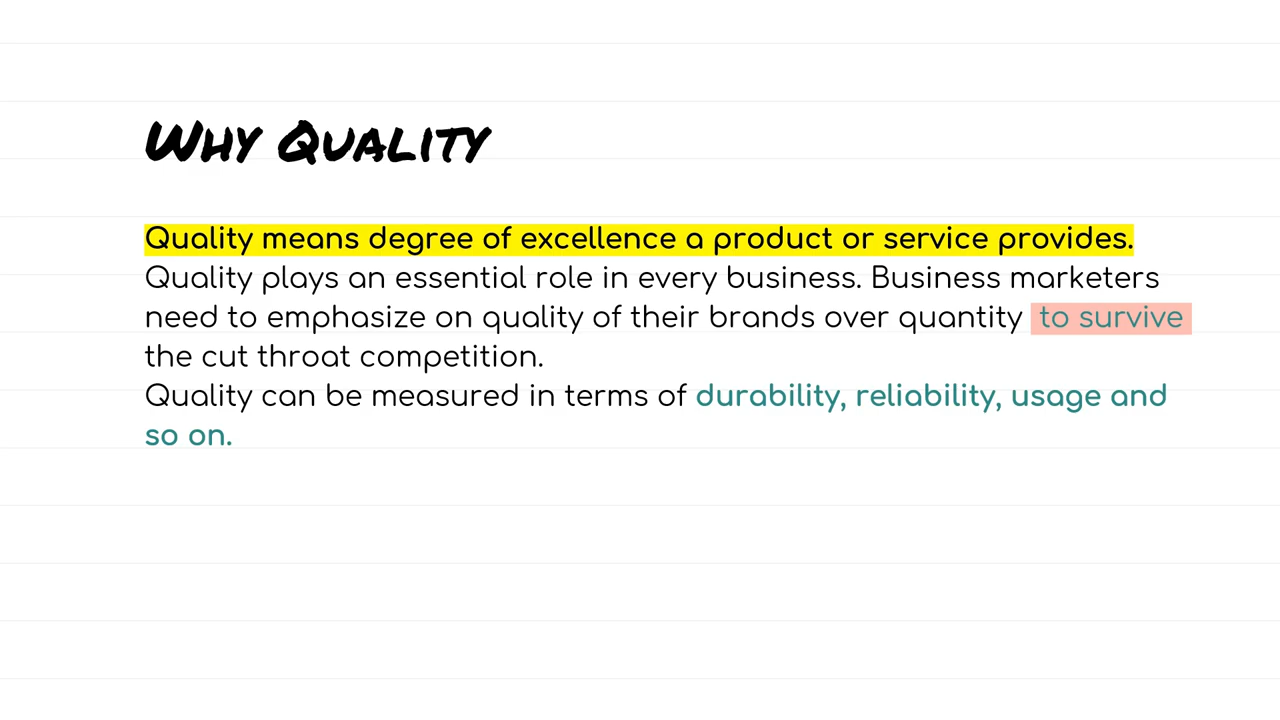 Why Quality
Quality means degree of excellence a product or service provides.
Quality plays an essential role in every business. Business marketers
need to emphasize on quality of their brands over quantity to survive
the cut throat competition.
Quality can be measured in terms of durability, reliability, usage and
so on.